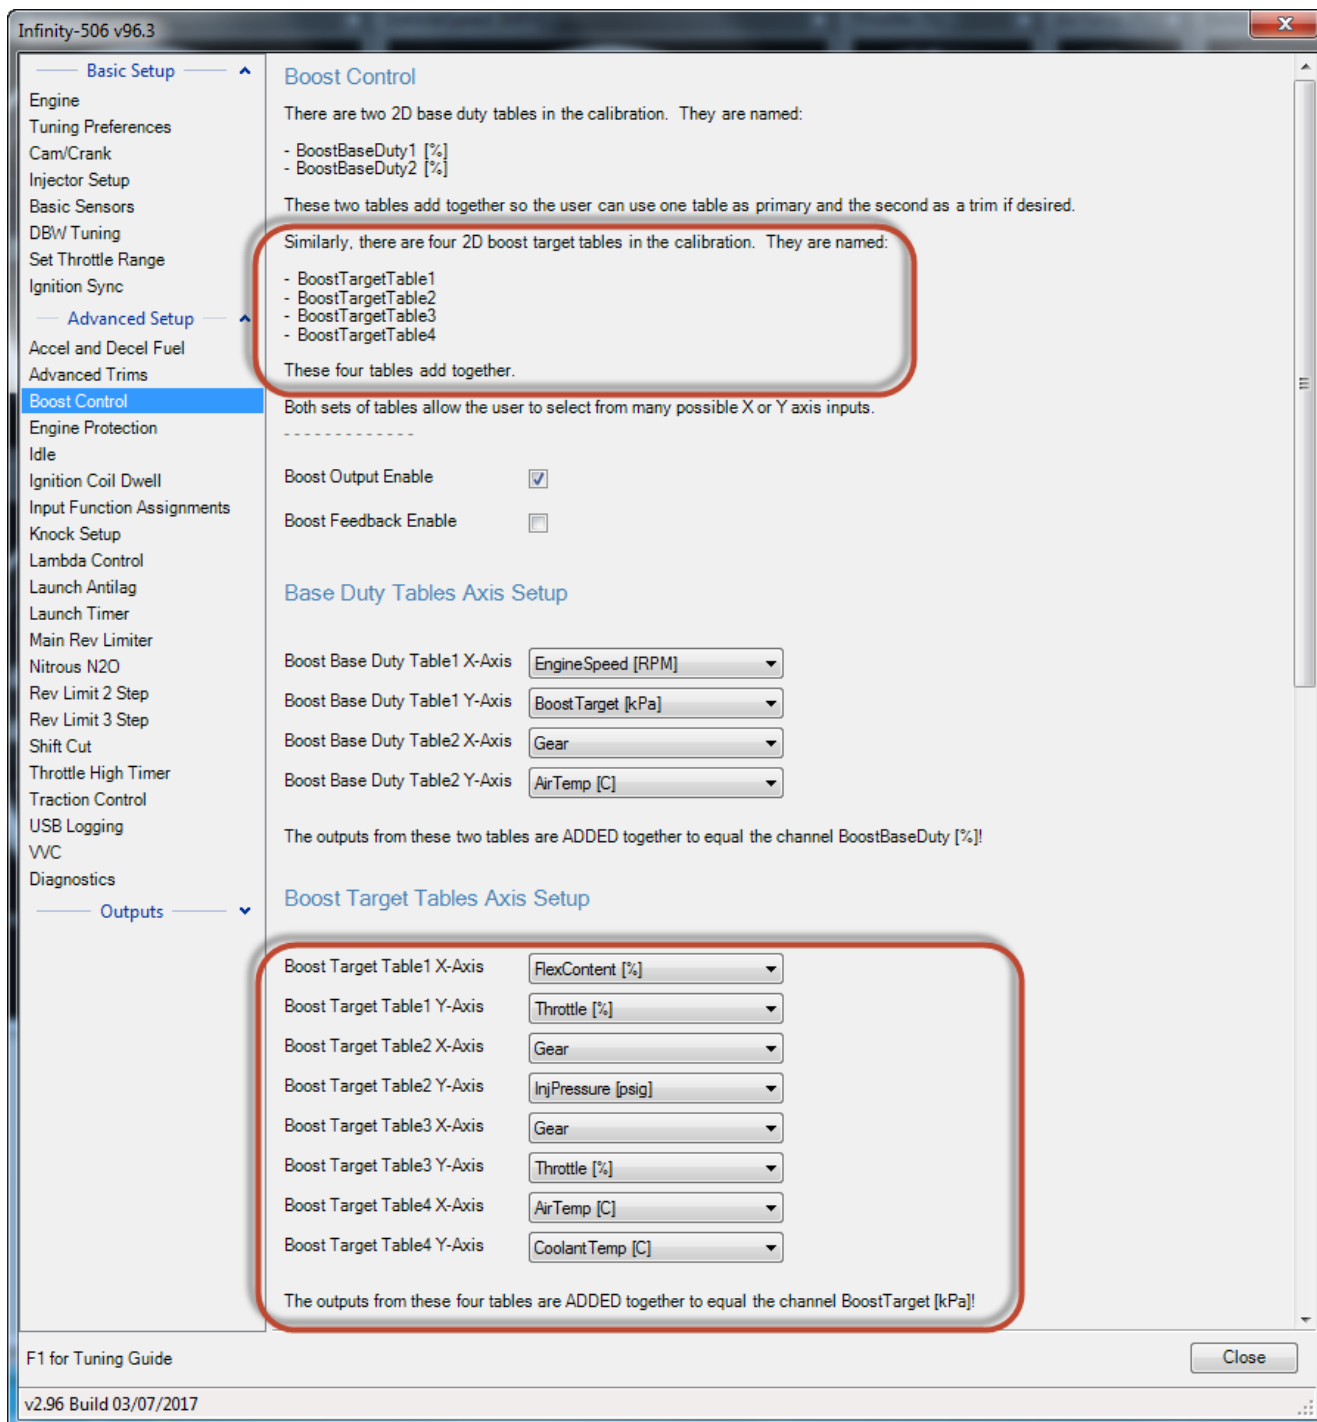 Infinity-506 v96.3
Basic Setup
Engine
Tuning Preferences
Cam/Crank
Injector Setup
Basic Sensors
DBW Tuning
Set Throttle Range
Ignition Sync
Advanced Setup
Accel and Decel Fuel
Advanced Trims
Boost Control
Engine Protection
Idle
Ignition Coil Dwell
Input Function Assignments
Knock Setup
Lambda Control
Launch Antilag
Launch Timer
Main Rev Limiter
Nitrous N2O
Rev Limit 2 Step
Rev Limit 3 Step
Shift Cut
Throttle High Timer
Traction Control
USB Logging
VVC
Diagnostics
Outputs
Boost Control
There are two 2D base duty tables in the calibration.  They are named:
- BoostBaseDuty1 [%]
- BoostBaseDuty2 [%]
These two tables add together so the user can use one table as primary and the second as a trim if desired.
Similarly, there are four 2D boost target tables in the calibration.  They are named:
- BoostTargetTable1
- BoostTargetTable2
- BoostTargetTable3
- BoostTargetTable4
These four tables add together.
Both sets of tables allow the user to select from many possible X or Y axis inputs.
- - - - - - - - - - - - -
Boost Output Enable
Boost Feedback Enable
Base Duty Tables Axis Setup
Boost Base Duty Table1 X-Axis EngineSpeed [RPM]
Boost Base Duty Table1 Y-Axis BoostTarget [kPa]
Boost Base Duty Table2 X-Axis Gear
Boost Base Duty Table2 Y-Axis AirTemp [C]
The outputs from these two tables are ADDED together to equal the channel BoostBaseDuty [%]!
Boost Target Tables Axis Setup
Boost Target Table1 X-Axis FlexContent [%]
Boost Target Table1 Y-Axis Throttle [%]
Boost Target Table2 X-Axis Gear
Boost Target Table2 Y-Axis InjPressure [psig]
Boost Target Table3 X-Axis Gear
Boost Target Table3 Y-Axis Throttle [%]
Boost Target Table4 X-Axis AirTemp [C]
Boost Target Table4 Y-Axis CoolantTemp [C]
The outputs from these four tables are ADDED together to equal the channel BoostTarget [kPa]!
F1 for Tuning Guide
Close
v2.96 Build 03/07/2017